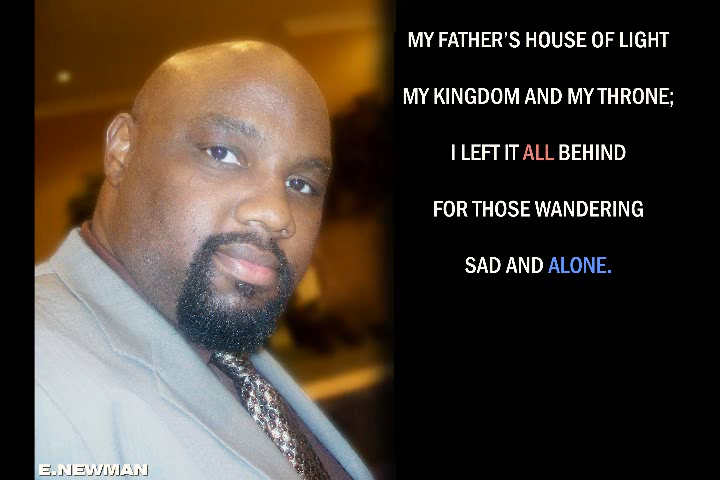 MY FATHER'S HOUSE OF LIGHT
MY KINGDOM AND MY THRONE;
I LEFT IT ALL BEHIND
FOR THOSE WANDERING
SAD AND ALONE.
E.NEWMAN